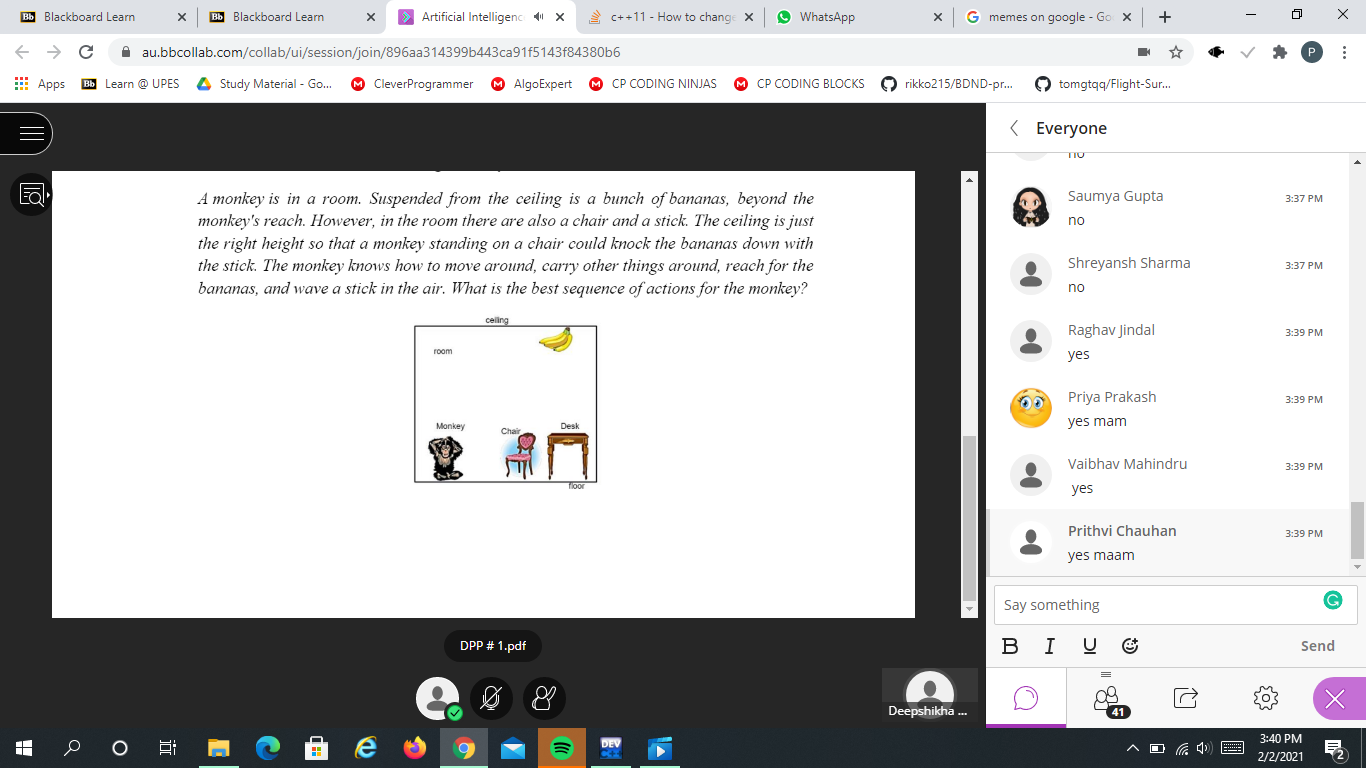 Blackboard Learn
Blackboard Learn
Artificial Intelligenc
c++11 - How to change
WhatsApp
memes on google - Go
au.bbcollab.com/collab/ui/session/join/896aa314399b443ca91f5143f84380b6
P
Apps
Bb Learn @ UPES
Study Material - Go...
CleverProgrammer
AlgoExpert
CP CODING NINJAS
CP CODING BLOCKS
rikko215/BDND-pr...
tomgtqq/Flight-Sur...
A monkey is in a room. Suspended from the ceiling is a bunch of bananas, beyond the
monkey's reach. However, in the room there are also a chair and a stick. The ceiling is just
the right height so that a monkey standing on a chair could knock the bananas down with
the stick. The monkey knows how to move around, carry other things around, reach for the
bananas, and wave a stick in the air. What is the best sequence of actions for the monkey?
ceiling
room
Monkey
Chair
Desk
floor
DPP # 1.pdf
Deepshikha ...
Everyone
no
Saumya Gupta 3:37 PM
no
Shreyansh Sharma 3:37 PM
no
Raghav Jindal 3:39 PM
yes
Priya Prakash 3:39 PM
yes mam
Vaibhav Mahindru 3:39 PM
yes
Prithvi Chauhan 3:39 PM
yes maam
Say something
B I U Send
41
DEV
3:40 PM
2/2/2021
2